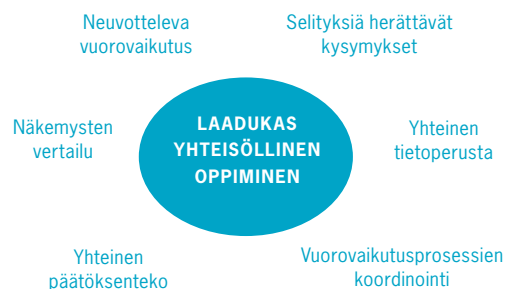 Neuvotteleva
vuorovaikutus
Selityksiä herättävät
kysymykset
Näkemysten
vertailu
LAADUKAS
YHTEISÖLLINEN
OPPIMINEN
Yhteinen
tietoperusta
Yhteinen
päätöksenteko
Vuorovaikutusprosessien
koordinointi